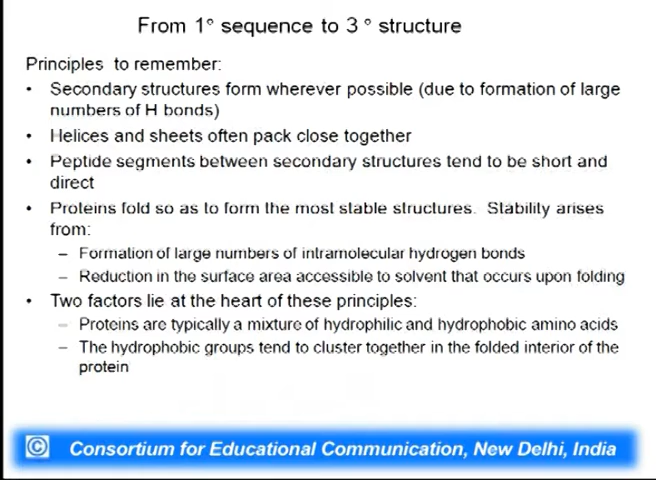 From 1° sequence to 3 ° structure
Principles to remember:
• Secondary structures form wherever possible (due to formation of large
numbers of H bonds)
• Helices and sheets often pack close together
• Peptide segments between secondary structures tend to be short and
direct
• Proteins fold so as to form the most stable structures. Stability arises
from:
– Formation of large numbers of intramolecular hydrogen bonds
– Reduction in the surface area accessible to solvent that occurs upon folding
• Two factors lie at the heart of these principles:
– Proteins are typically a mixture of hydrophilic and hydrophobic amino acids
– The hydrophobic groups tend to cluster together in the folded interior of the
protein
© Consortium for Educational Communication, New Delhi, India